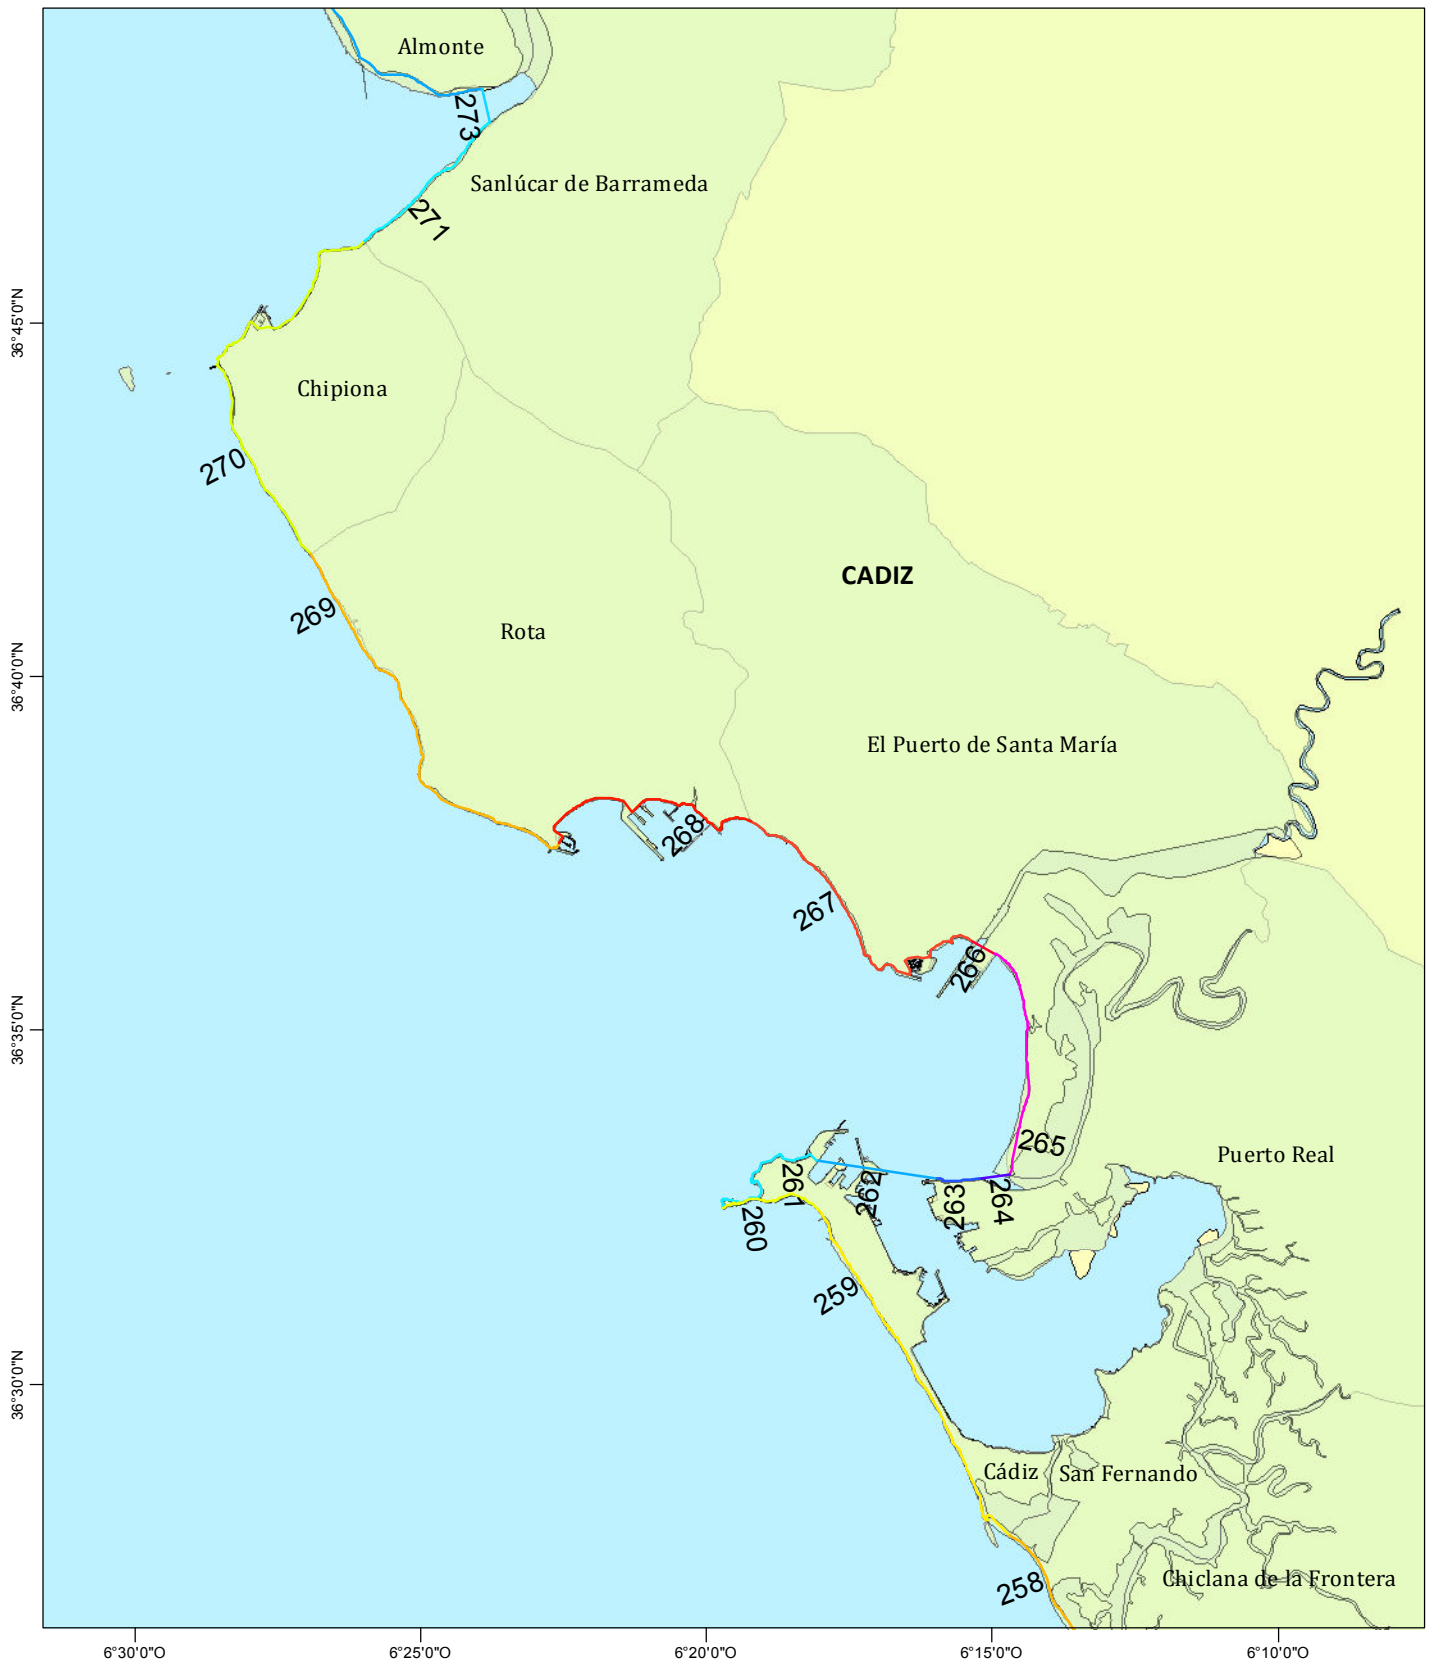 Almonte
273
Sanlúcar de Barrameda
271
36°45'0"N
Chipiona
270
CADIZ
269
Rota
36°40'0"N
El Puerto de Santa María
268
267
266
36°35'0"N
265
Puerto Real
261
262
263
264
260
259
36°30'0"N
Cádiz
San Fernando
258
Chiclana de la Frontera
6°30'0"O
6°25'0"O
6°20'0"O
6°15'0"O
6°10'0"O